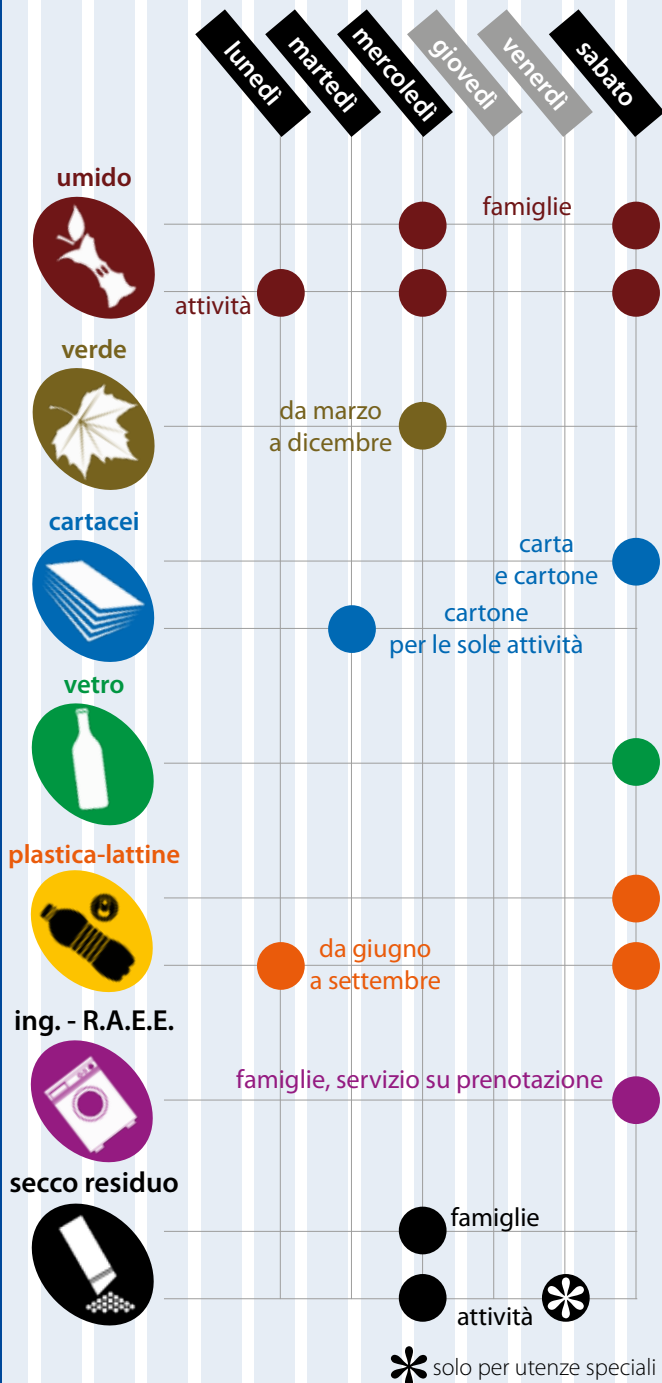 lunedì
martedì
mercoledì
giovedì
venerdì
sabato
umido
famiglie
attività
verde
da marzo
a dicembre
cartacei
carta
e cartone
cartone
per le sole attività
vetro
plastica-lattine
da giugno
a settembre
ing. - R.A.E.E.
famiglie, servizio su prenotazione
secco residuo
famiglie
attività
solo per utenze speciali